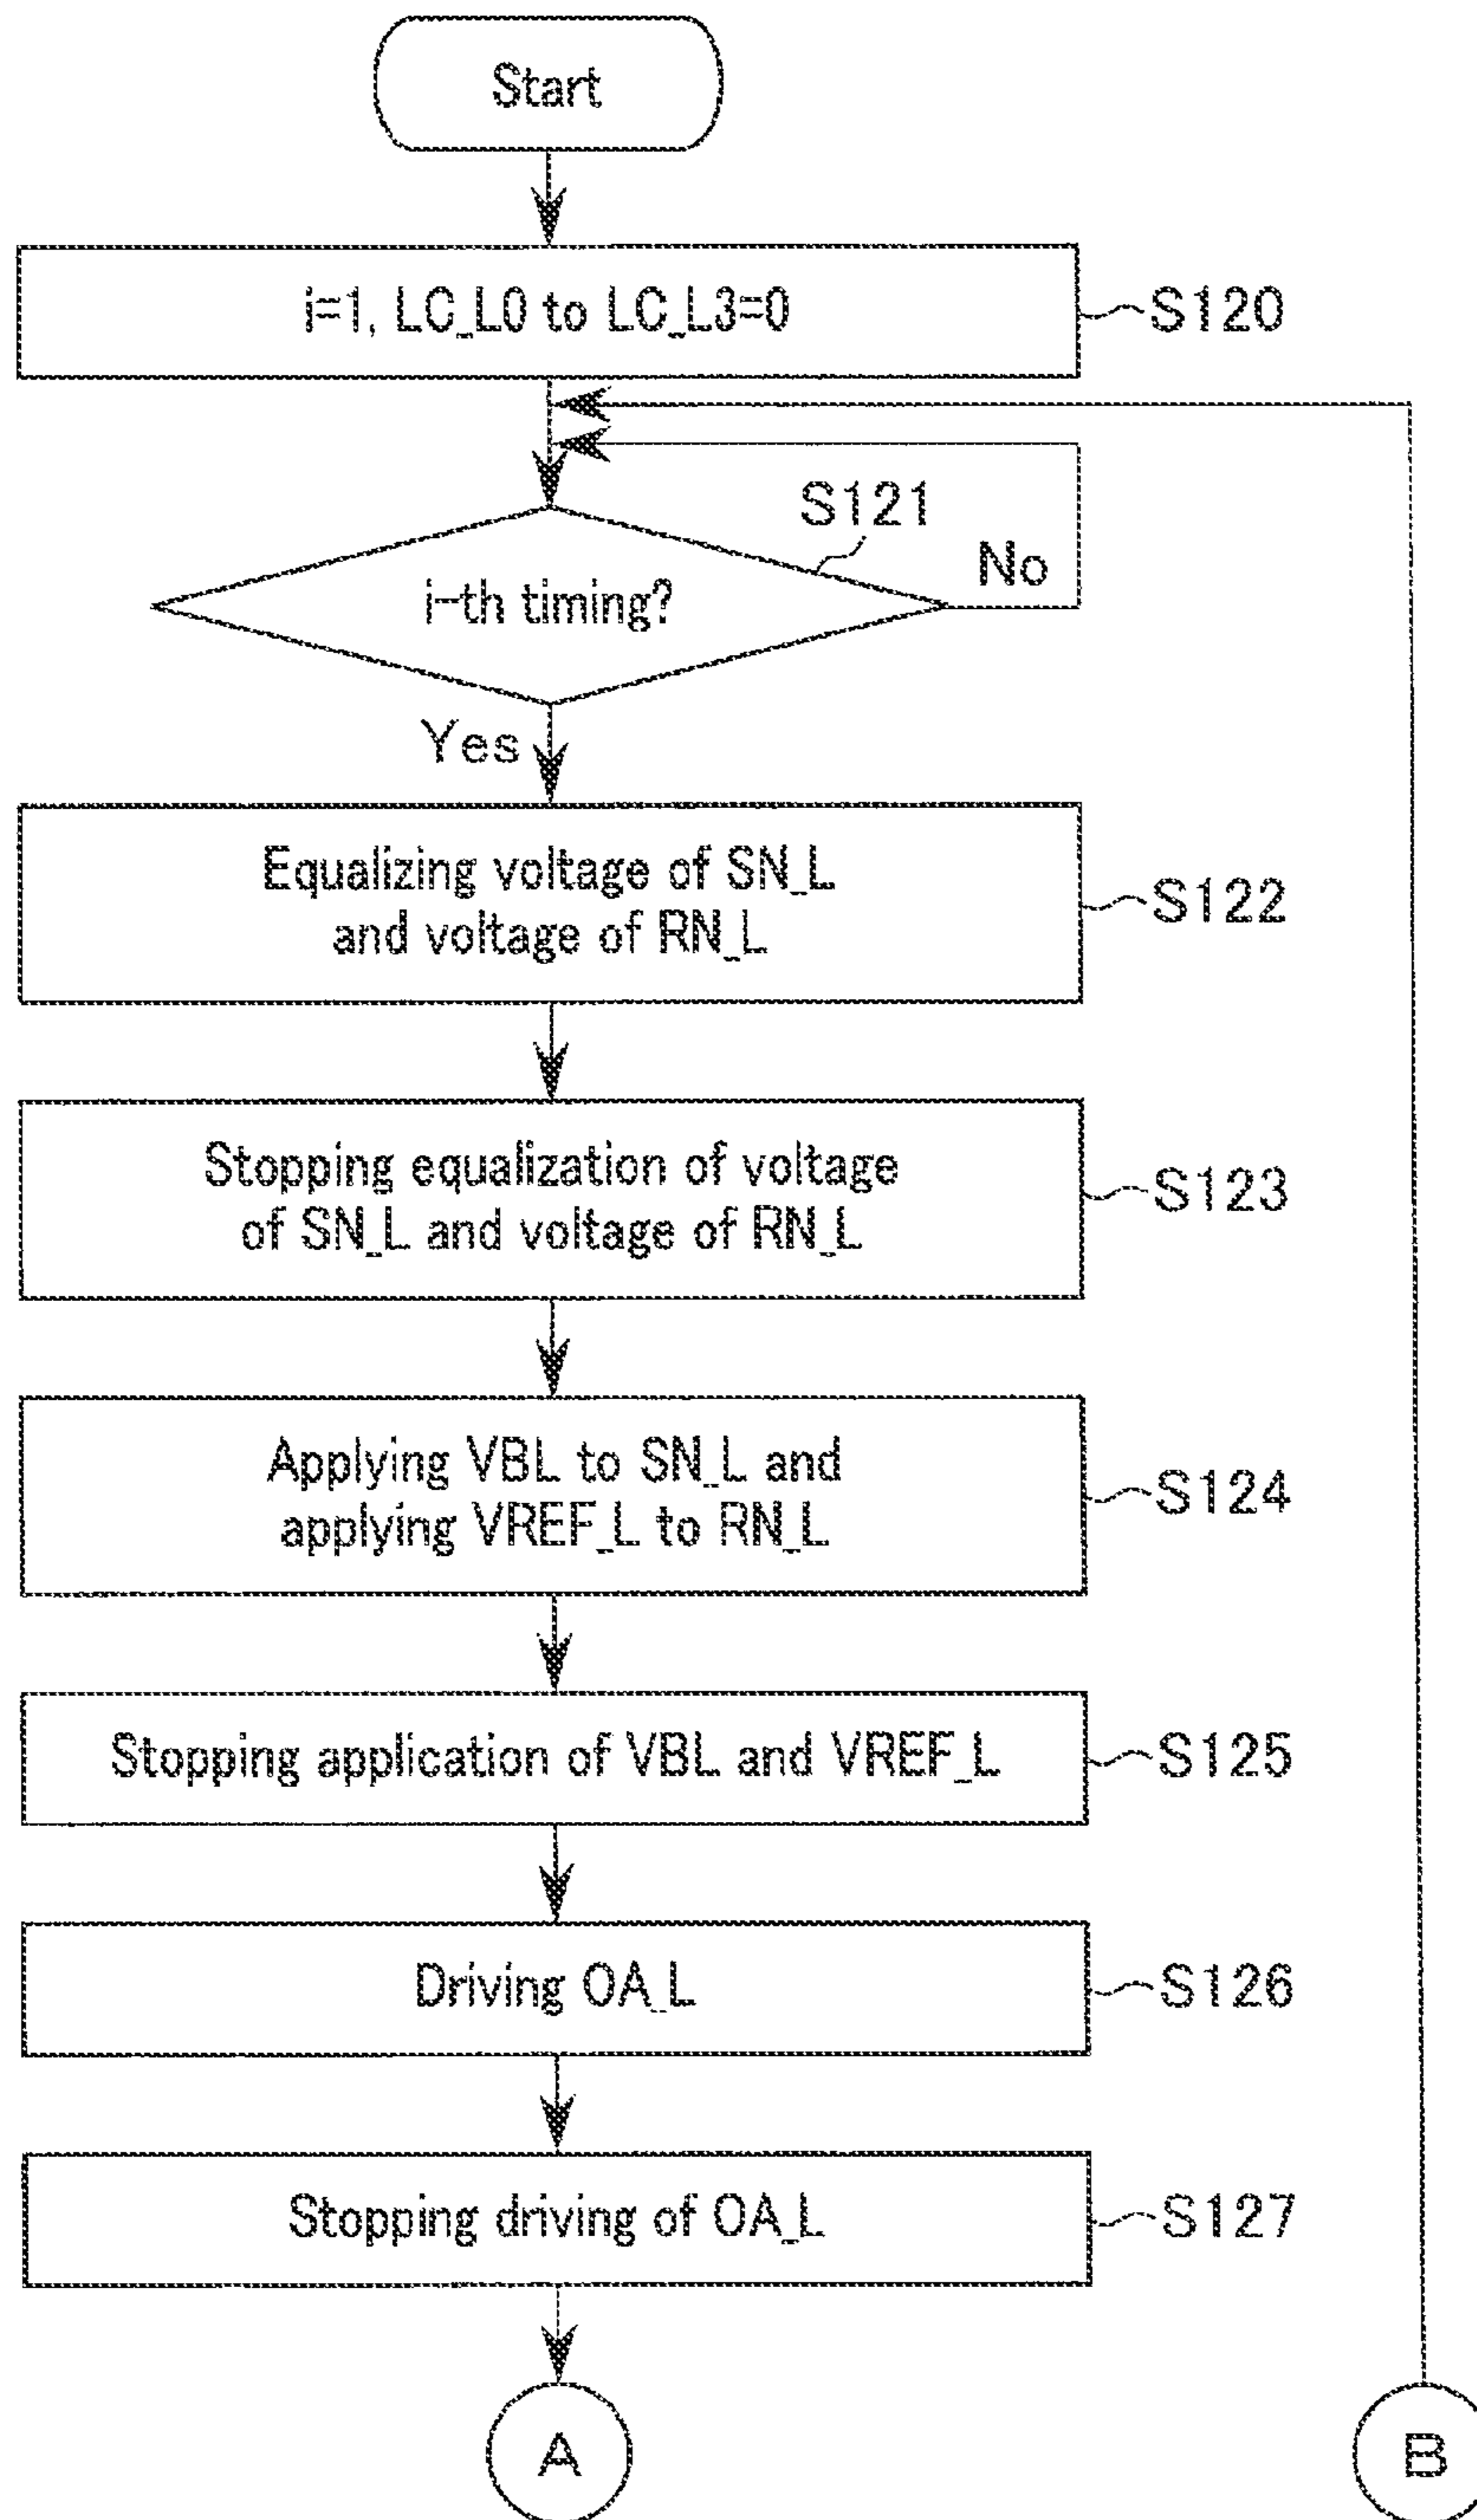 Start
i=1, LC_L0 to LC_L3=0
S120
S121
No
i-th timing?
Yes
Equalizing voltage of SN_L
and voltage of RN_L
S122
Stopping equalization of voltage
of SN_L and voltage of RN_L
S123
Applying VBL to SN_L and
applying VREF_L to RN_L
S124
Stopping application of VBL and VREF_L
S125
Driving OA_L
S126
Stopping driving of OA_L
S127
A
B